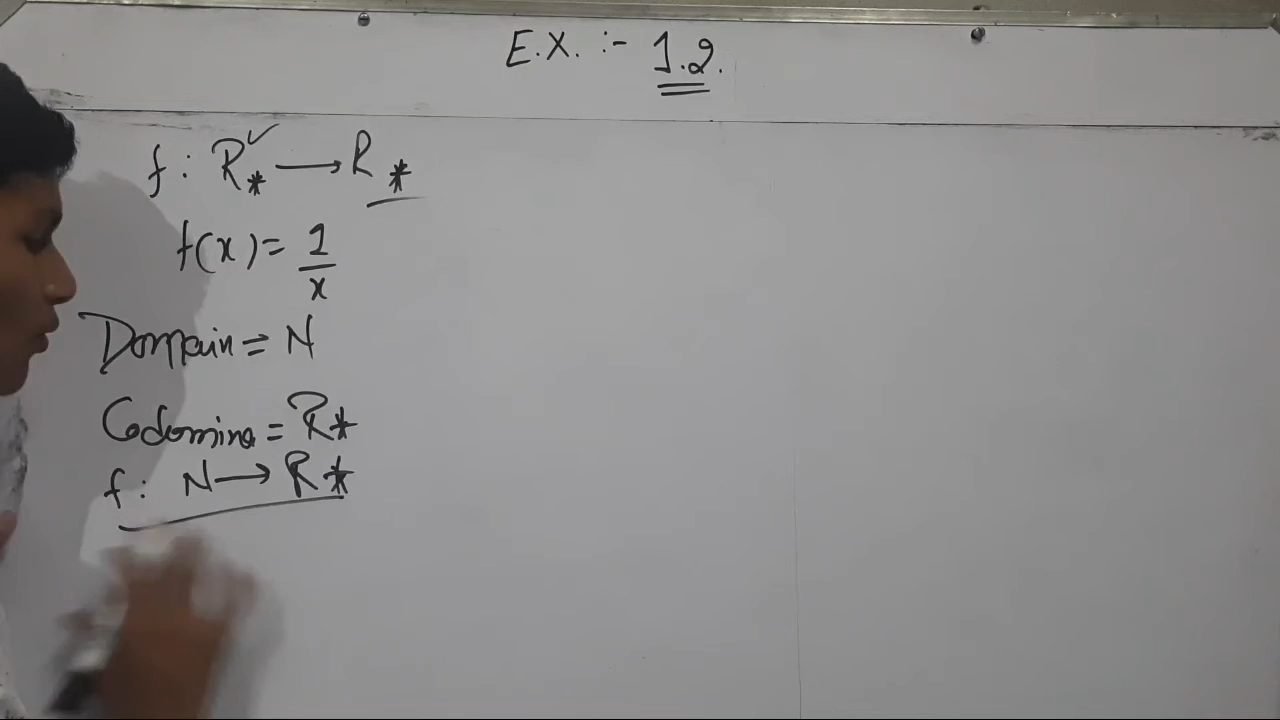 E.X. :- 1.2.
f : R* ⟶ R*
f(x) = 1/x
Domain = N
Codomina = R*
f : N ⟶ R*